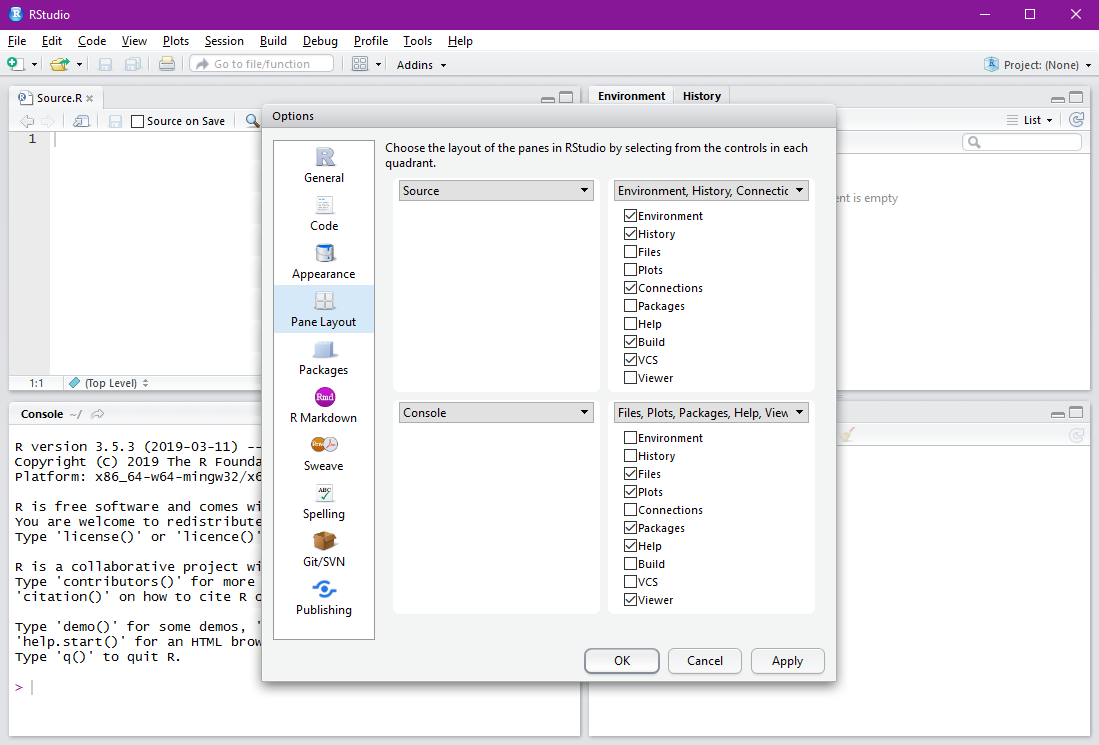 RStudio
File Edit Code View Plots Session Build Debug Profile Tools Help
Go to file/function Addins Project: (None)
Source.R
Source on Save
1
1:1 (Top Level)
Console ~/
R version 3.5.3 (2019-03-11) --
Copyright (C) 2019 The R Founda
Platform: x86_64-w64-mingw32/x6
R is free software and comes wi
You are welcome to redistribute
Type 'license()' or 'licence()'
R is a collaborative project wi
Type 'contributors()' for more
'citation()' on how to cite R o
Type 'demo()' for some demos, '
'help.start()' for an HTML brow
Type 'q()' to quit R.
>
Environment History
List
nt is empty
Options
General
Code
Appearance
Pane Layout
Packages
Rmd
R Markdown
Sweave
ABC
Spelling
Git/SVN
Publishing
Choose the layout of the panes in RStudio by selecting from the controls in each
quadrant.
Source
Environment, History, Connectic
Environment
History
Files
Plots
Connections
Packages
Help
Build
VCS
Viewer
Console
Files, Plots, Packages, Help, View
Environment
History
Files
Plots
Connections
Packages
Help
Build
VCS
Viewer
OK Cancel Apply